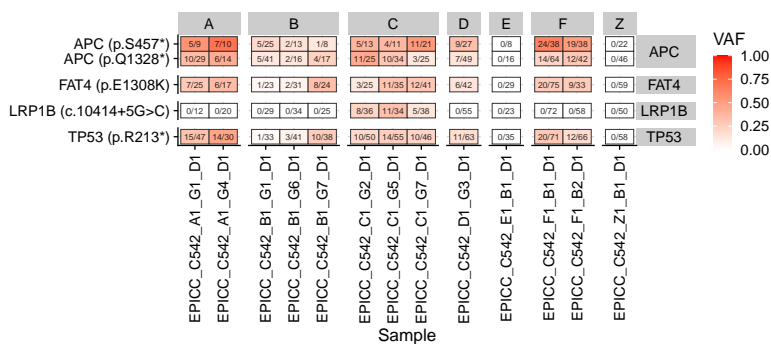 A B C D E F Z
APC (p.S457*) 5/9 7/10 5/25 2/13 1/8 5/13 4/11 11/21 9/27 0/8 24/38 19/38 0/22 APC
APC (p.Q1328*) 10/29 6/14 5/41 2/16 4/17 11/25 10/34 3/25 7/49 0/16 14/64 12/42 0/46
FAT4 (p.E1308K) 7/25 6/17 1/23 2/31 8/24 3/25 11/35 12/41 6/42 0/29 20/75 9/33 0/59 FAT4
LRP1B (c.10414+5G>C) 0/12 0/20 0/29 0/34 0/25 8/36 11/34 5/38 0/55 0/23 0/72 0/58 0/50 LRP1B
TP53 (p.R213*) 15/47 14/30 1/33 3/41 10/38 10/50 14/55 10/46 11/63 0/35 20/71 12/66 0/58 TP53
EPICC_C542_A1_G1_D1
EPICC_C542_A1_G4_D1
EPICC_C542_B1_G1_D1
EPICC_C542_B1_G6_D1
EPICC_C542_B1_G7_D1
EPICC_C542_C1_G2_D1
EPICC_C542_C1_G5_D1
EPICC_C542_C1_G7_D1
EPICC_C542_D1_G3_D1
EPICC_C542_E1_B1_D1
EPICC_C542_F1_B1_D1
EPICC_C542_F1_B2_D1
EPICC_C542_Z1_B1_D1
Sample
VAF
1.00
0.75
0.50
0.25
0.00